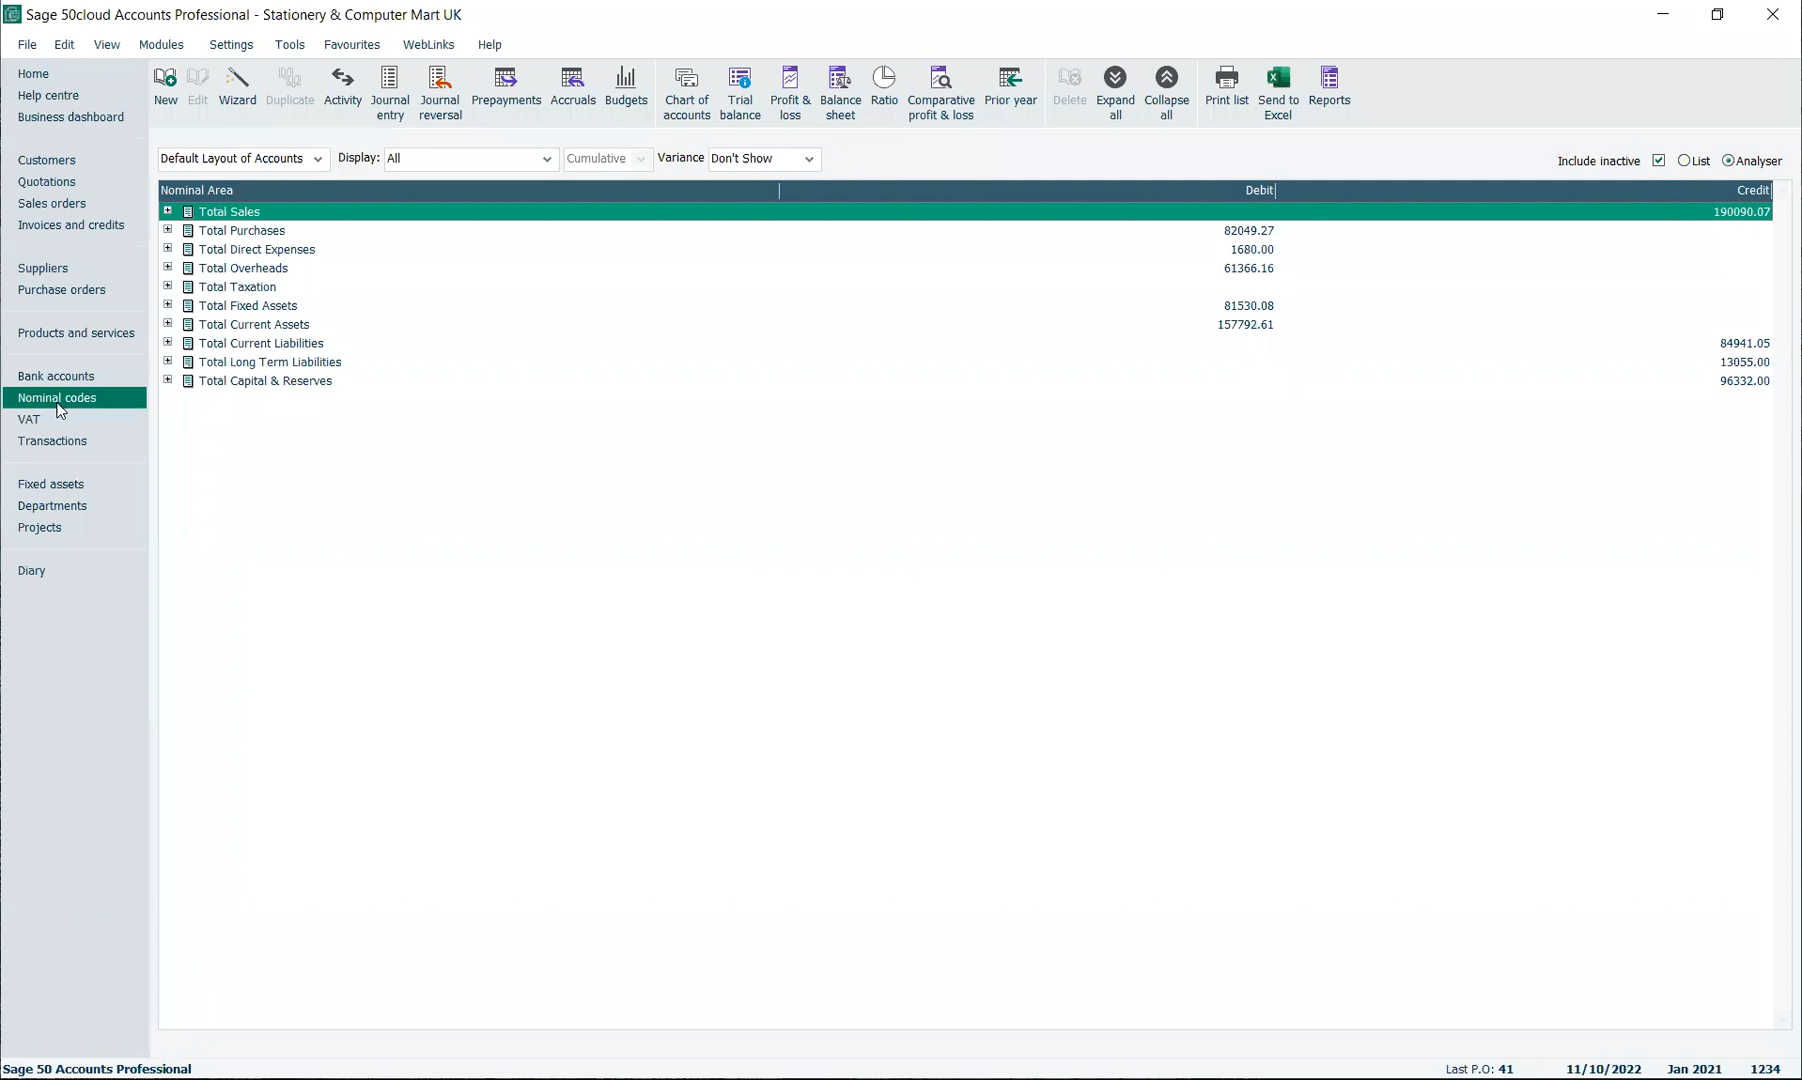 Sage 50cloud Accounts Professional - Stationery & Computer Mart UK
File Edit View Modules Settings Tools Favourites WebLinks Help
Home
Help centre
Business dashboard
Customers
Quotations
Sales orders
Invoices and credits
Suppliers
Purchase orders
Products and services
Bank accounts
Nominal codes
VAT
Transactions
Fixed assets
Departments
Projects
Diary
New Edit Wizard Duplicate Activity Journal entry Journal reversal Prepayments Accruals Budgets Chart of accounts Trial balance Profit & loss Balance sheet Ratio Comparative profit & loss Prior year Delete Expand all Collapse all Print list Send to Excel Reports
Default Layout of Accounts Display: All Cumulative Variance Don't Show Include inactive List Analyser
Nominal Area Debit Credit
Total Sales 190090.07
Total Purchases 82049.27
Total Direct Expenses 1680.00
Total Overheads 61366.16
Total Taxation
Total Fixed Assets 81530.08
Total Current Assets 157792.61
Total Current Liabilities 84941.05
Total Long Term Liabilities 13055.00
Total Capital & Reserves 96332.00
Sage 50 Accounts Professional Last P.O: 41 11/10/2022 Jan 2021 1234